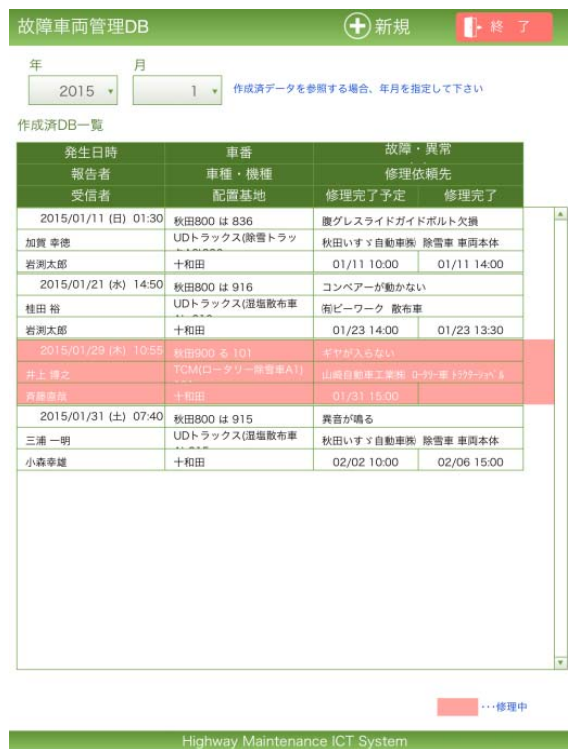 故障車両管理DB 新規 終 了
年 月
2015 1 作成済データを参照する場合、年月を指定して下さい
作成済DB一覧
発生日時 車番 故障・異常
報告者 車種・機種 修理依頼先
受信者 配置基地 修理完了予定 修理完了
2015/01/11 (日) 01:30 秋田800 は 836 腹グレスライドガイドボルト欠損
加賀 幸徳 UDトラックス(除雪トラッ 秋田いすゞ自動車㈱ 除雪車 車両本体
岩渕太郎 十和田 01/11 10:00 01/11 14:00
2015/01/21 (水) 14:50 秋田800 は 916 コンベアーが動かない
桂田 裕 UDトラックス(湿塩散布車 ㈲ビーワーク 散布車
岩渕太郎 十和田 01/23 14:00 01/23 13:30
2015/01/29 (木) 10:55 秋田900 る 101 ギヤが入らない
井上 博之 TCM(ロータリー除雪車A1) 山崎自動車工業㈱ ﾛｰﾀﾘｰ車 ﾄﾗｸﾀｰｼｮﾍﾞﾙ
斉藤直哉 十和田 01/31 15:00
2015/01/31 (土) 07:40 秋田800 は 915 異音が鳴る
三浦 一明 UDトラックス(湿塩散布車 秋田いすゞ自動車㈱ 除雪車 車両本体
小森幸雄 十和田 02/02 10:00 02/06 15:00
･･･修理中
Highway Maintenance ICT System